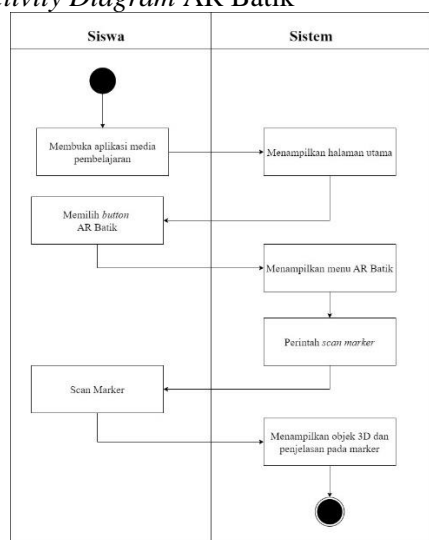 Diagram AR Batik
Siswa
Sistem
Membuka aplikasi media
pembelajaran
Menampilkan halaman utama
Memilih button
AR Batik
Menampilkan menu AR Batik
Perintah scan marker
Scan Marker
Menampilkan objek 3D dan
penjelasan pada marker